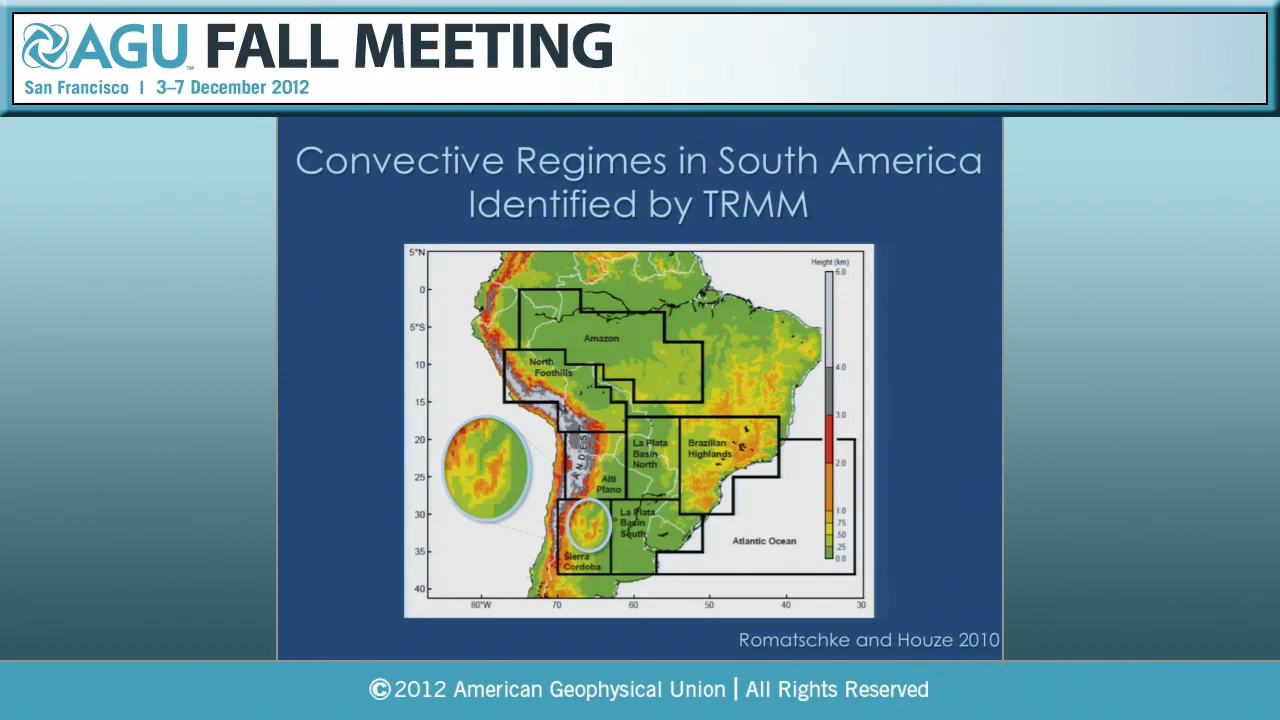 AGU™ FALL MEETING
San Francisco | 3–7 December 2012
Convective Regimes in South America
Identified by TRMM
Height (km)
5°N
0
5°S
10
15
20
25
30
35
40
80°W
70
60
50
40
30
6.0
4.0
3.0
2.0
1.0
.75
.50
.25
0.0
Amazon
North
Foothills
ANDES
Alti
Plano
La Plata
Basin
North
Brazilian
Highlands
La Plata
Basin
South
Sierra
Cordoba
Atlantic Ocean
Romatschke and Houze 2010
©2012 American Geophysical Union | All Rights Reserved